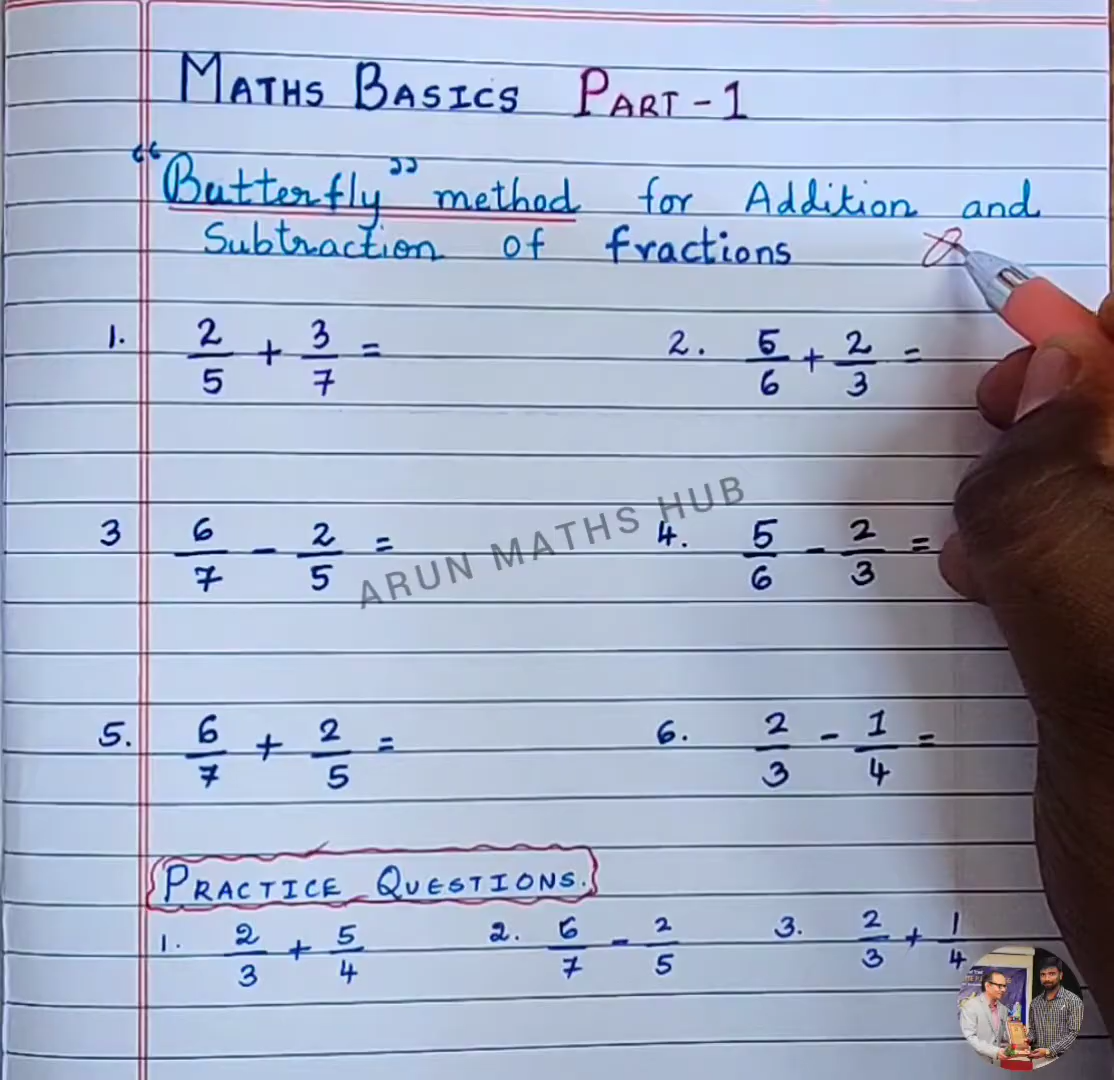 MATHS BASICS PART-1
"Butterfly" method for Addition and
Subtraction of fractions
1. 2/5 + 3/7 = 2. 5/6 + 2/3 =
3 6/7 - 2/5 = 4. 5/6 - 2/3 =
ARUN MATHS HUB
5. 6/7 + 2/5 = 6. 2/3 - 1/4 =
PRACTICE QUESTIONS.
1. 2/3 + 5/4 2. 6/7 - 2/5 3. 2/3 + 1/4